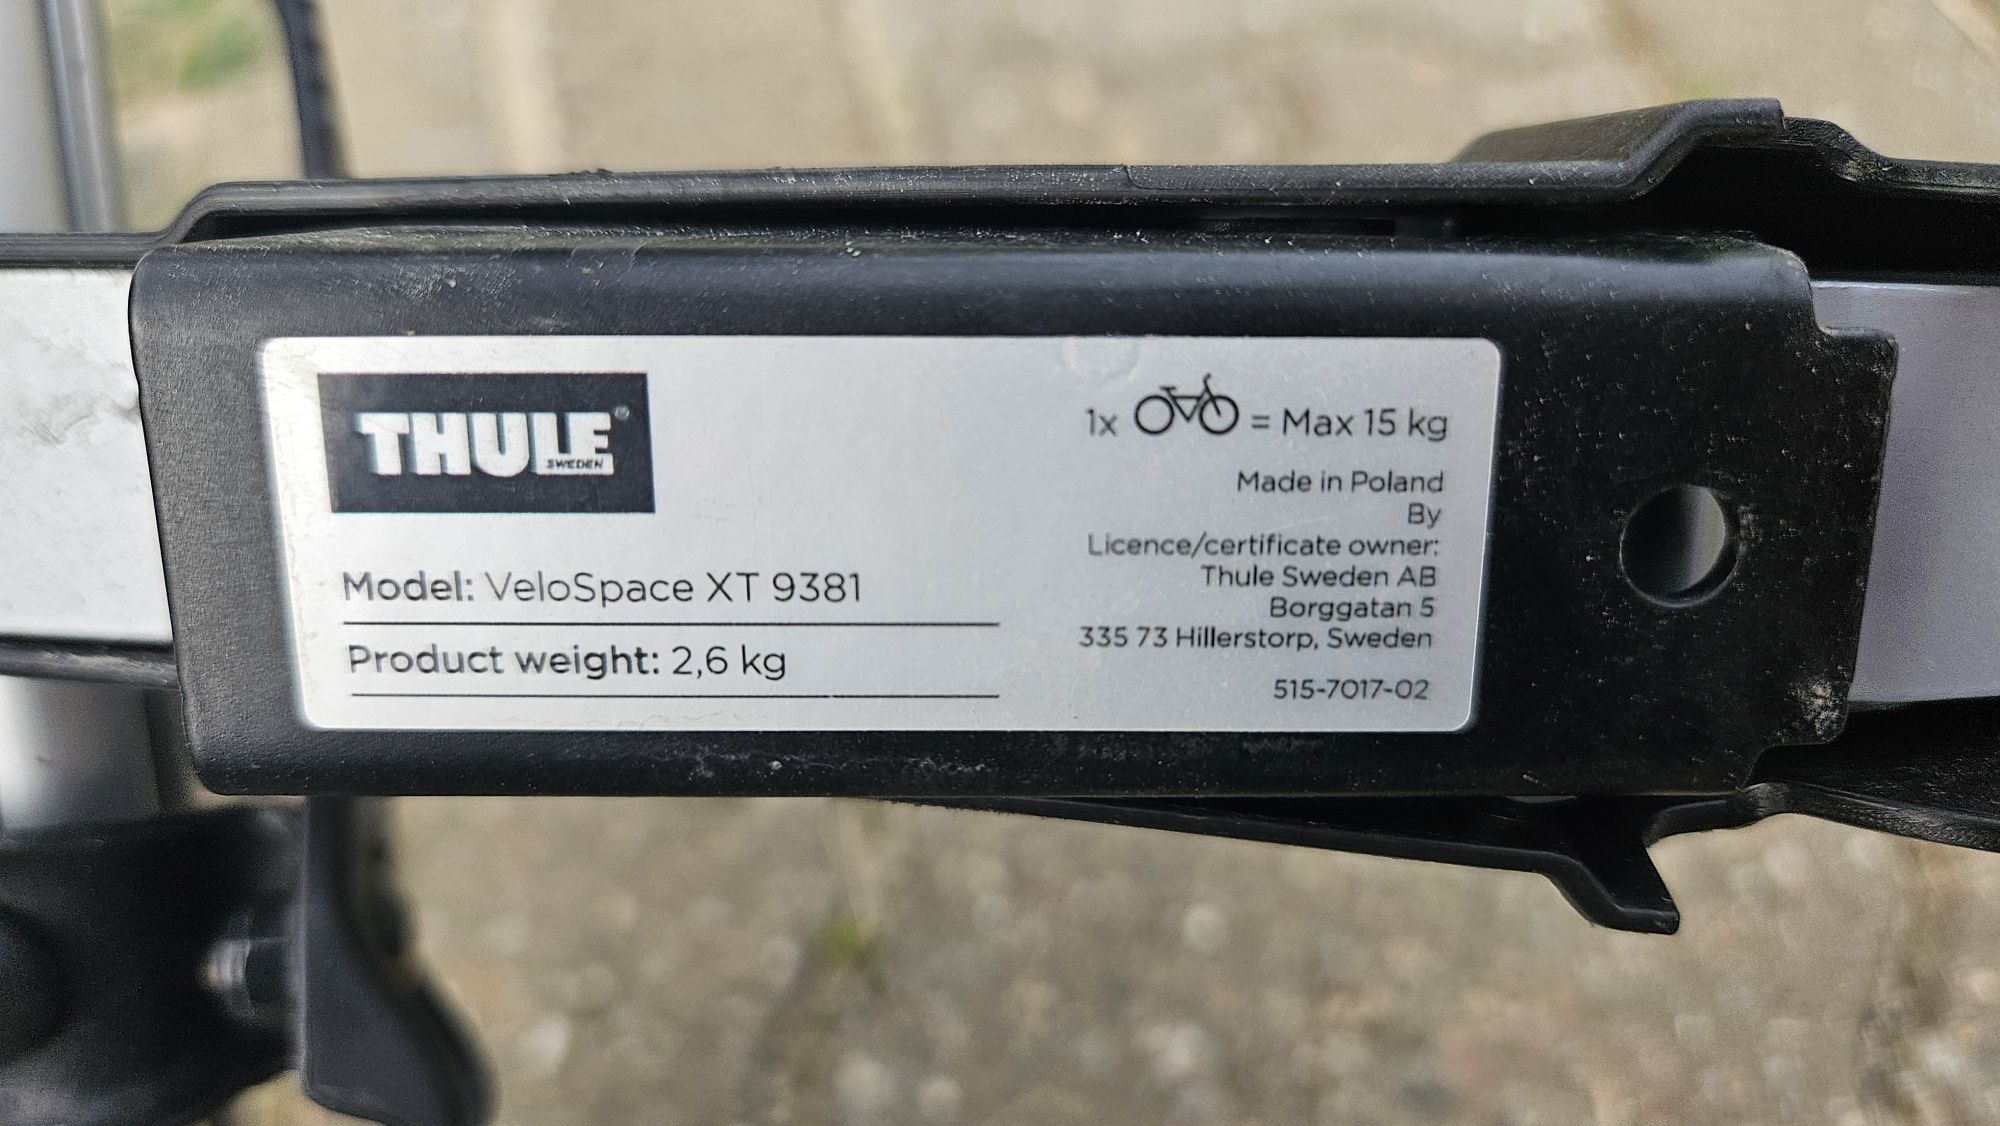 THULE®
SWEDEN
Model: VeloSpace XT 9381
Product weight: 2,6 kg
1x = Max 15 kg
Made in Poland
By
Licence/certificate owner:
Thule Sweden AB
Borggatan 5
335 73 Hillerstorp, Sweden
515-7017-02